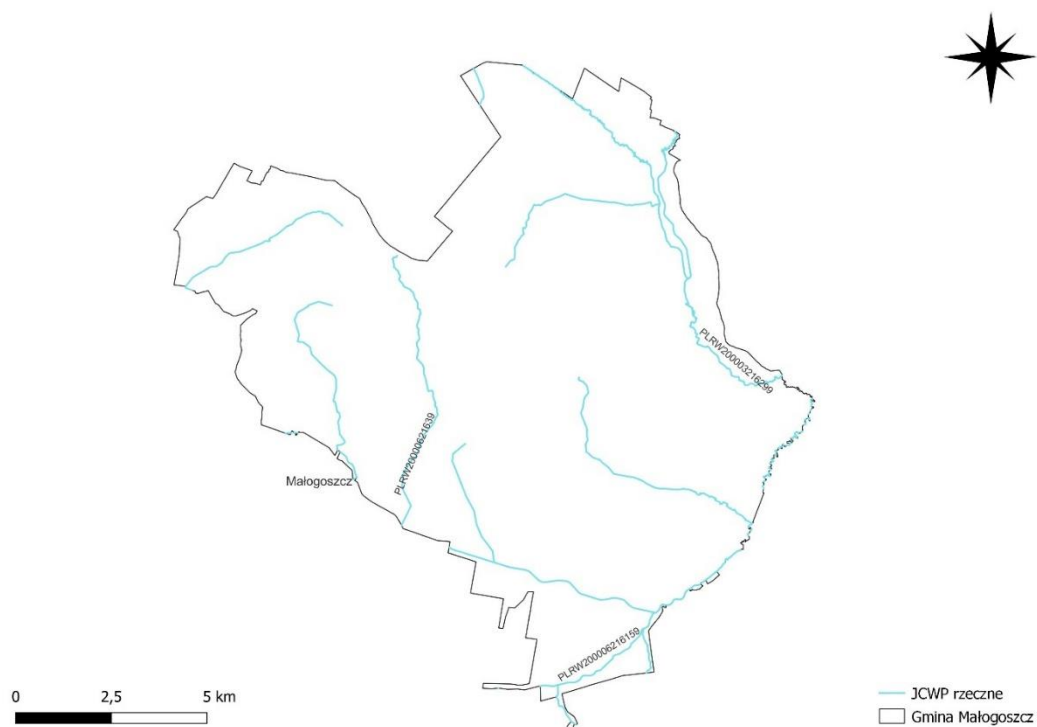 PLRW200003216299
PLRW20000621639
Małogoszcz
PLRW200006216159
0 2,5 5 km
JCWP rzeczne
Gmina Małogoszcz